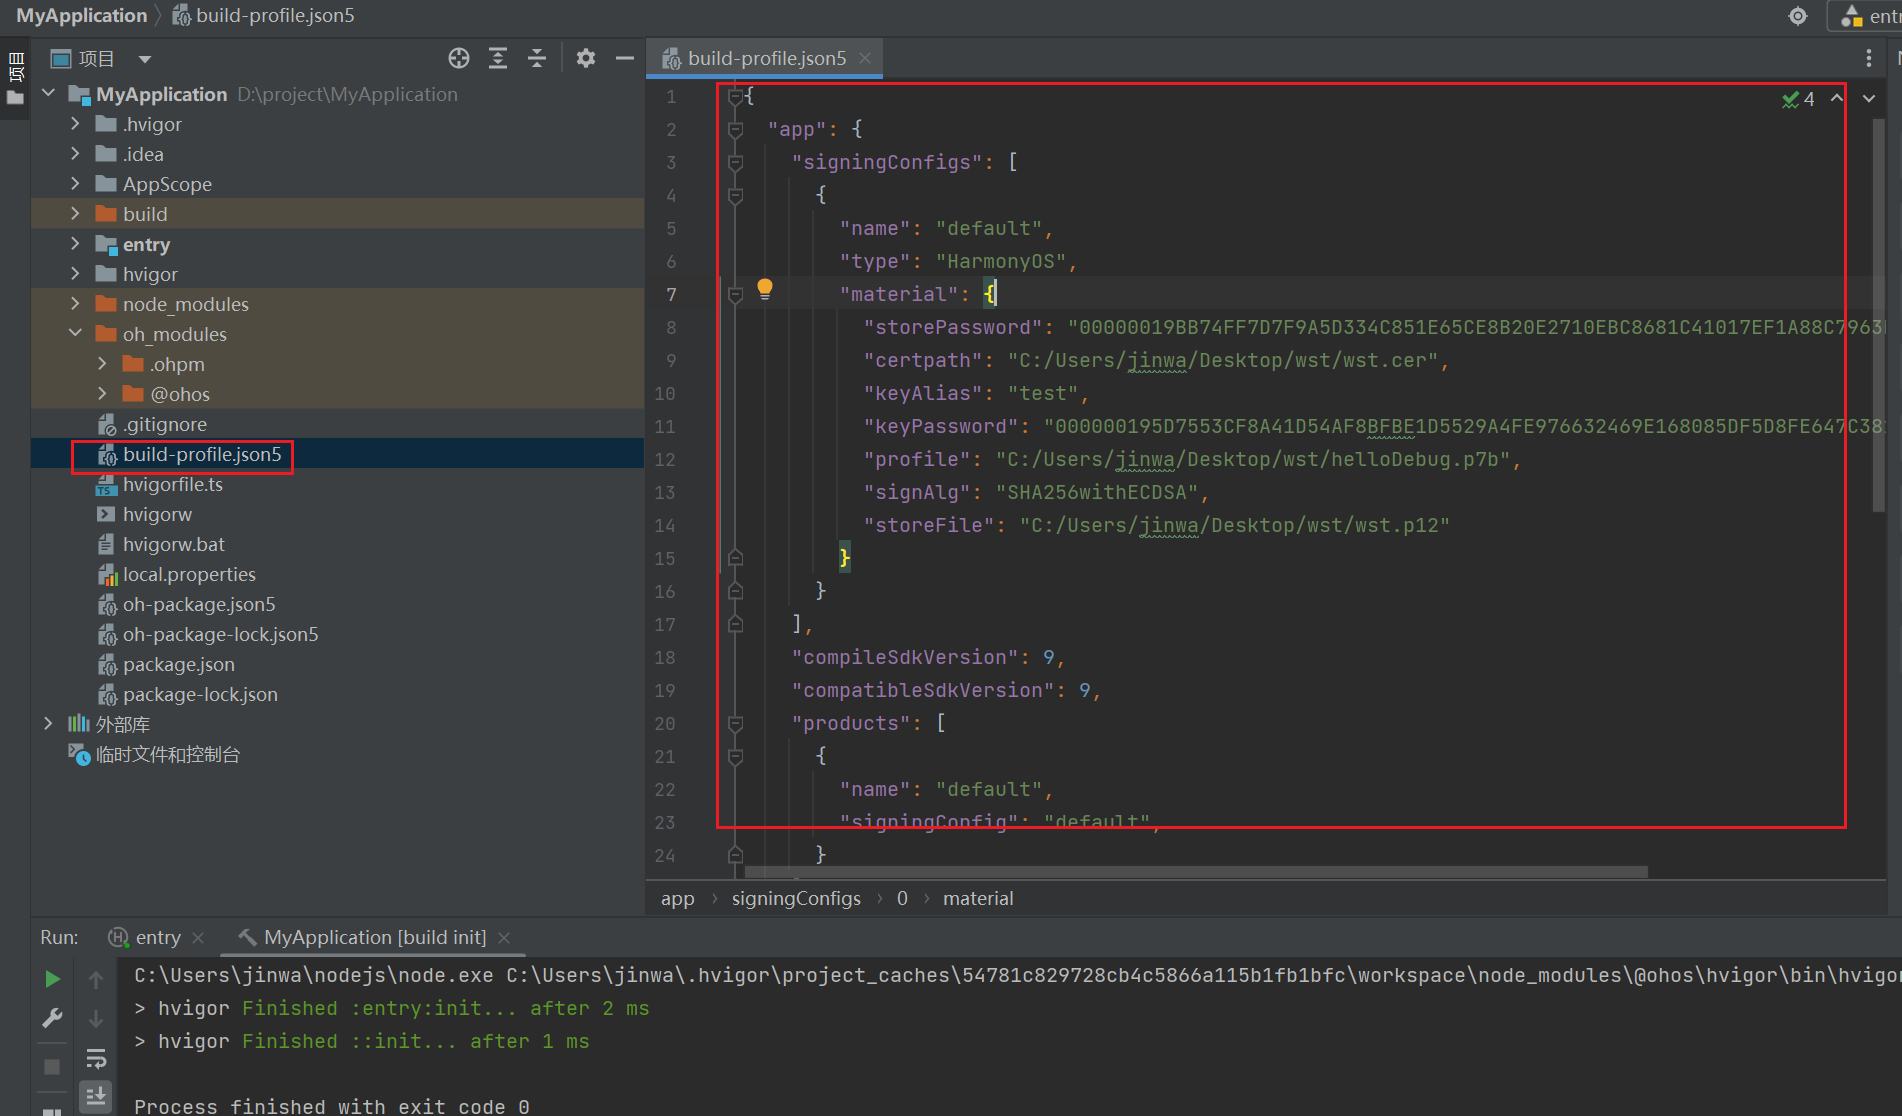 MyApplication
build-profile.json5
项目
项目
MyApplication D:\project\MyApplication
.hvigor
.idea
AppScope
build
entry
hvigor
node_modules
oh_modules
.ohpm
@ohos
.gitignore
build-profile.json5
hvigorfile.ts
hvigorw
hvigorw.bat
local.properties
oh-package.json5
oh-package-lock.json5
package.json
package-lock.json
外部库
临时文件和控制台
build-profile.json5
4
1 {
2 "app": {
3 "signingConfigs": [
4 {
5 "name": "default",
6 "type": "HarmonyOS",
7 "material": {
8 "storePassword": "00000019BB74FF7D7F9A5D334C851E65CE8B20E2710EBC8681C41017EF1A88C7963
9 "certpath": "C:/Users/jinwa/Desktop/wst/wst.cer",
10 "keyAlias": "test",
11 "keyPassword": "000000195D7553CF8A41D54AF8BFBE1D5529A4FE976632469E168085DF5D8FE647C38
12 "profile": "C:/Users/jinwa/Desktop/wst/helloDebug.p7b",
13 "signAlg": "SHA256withECDSA",
14 "storeFile": "C:/Users/jinwa/Desktop/wst/wst.p12"
15 }
16 }
17 ],
18 "compileSdkVersion": 9,
19 "compatibleSdkVersion": 9,
20 "products": [
21 {
22 "name": "default",
23 "signingConfig": "default",
24 }
app › signingConfigs › 0 › material
Run: entry MyApplication [build init]
C:\Users\jinwa\nodejs\node.exe C:\Users\jinwa\.hvigor\project_caches\54781c829728cb4c5866a115b1fb1bfc\workspace\node_modules\@ohos\hvigor\bin\hvigor
> hvigor Finished :entry:init... after 2 ms
> hvigor Finished ::init... after 1 ms
Process finished with exit code 0